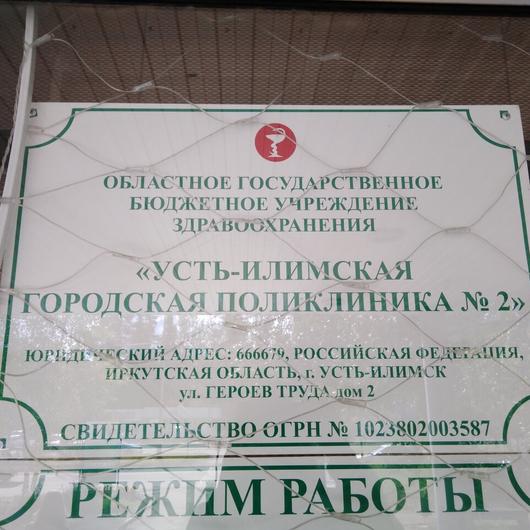 ОБЛАСТНОЕ ГОСУДАРСТВЕННОЕ
БЮДЖЕТНОЕ УЧРЕЖДЕНИЕ
ЗДРАВООХРАНЕНИЯ
«УСТЬ-ИЛИМСКАЯ
ГОРОДСКАЯ ПОЛИКЛИНИКА № 2»
ЮРИДИЧЕСКИЙ АДРЕС: 666679, РОССИЙСКАЯ ФЕДЕРАЦИЯ,
ИРКУТСКАЯ ОБЛАСТЬ, г. УСТЬ-ИЛИМСК
ул. ГЕРОЕВ ТРУДА дом 2
СВИДЕТЕЛЬСТВО ОГРН № 1023802003587
РЕЖИМ РАБОТЫ